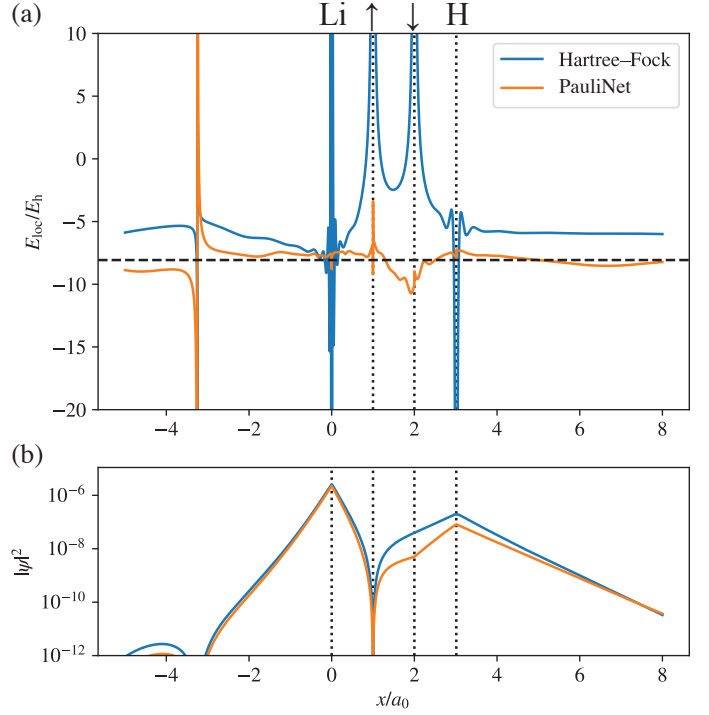 (a)
Li ↑ ↓ H
10
5
0
−5
−10
−15
−20
E_loc/E_h
Hartree–Fock
PauliNet
−4 −2 0 2 4 6 8
(b)
10^−6
10^−8
10^−10
10^−12
|ψ|^2
−4 −2 0 2 4 6 8
x/a_0